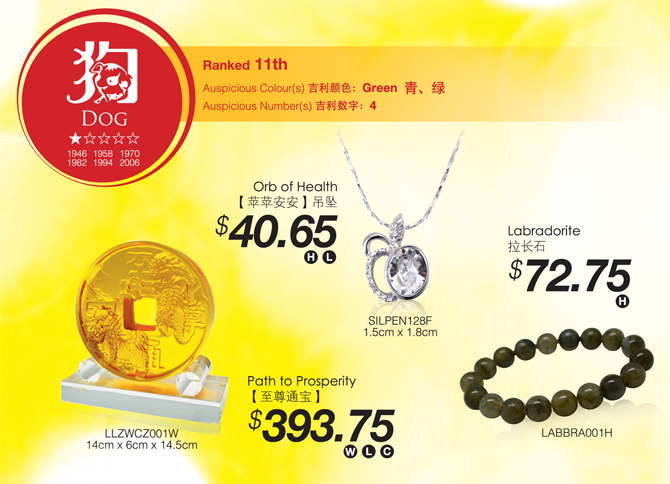 狗
DOG
1946 1958 1970
1982 1994 2006
Ranked 11th
Auspicious Colour(s) 吉利颜色：Green 青、绿
Auspicious Number(s) 吉利数字：4
Orb of Health
【苹苹安安】吊坠
$40.65
H L
SILPEN128F
1.5cm x 1.8cm
Labradorite
拉长石
$72.75
H
LABBRA001H
LLZWCZ001W
14cm x 6cm x 14.5cm
Path to Prosperity
【至尊通宝】
$393.75
W L C